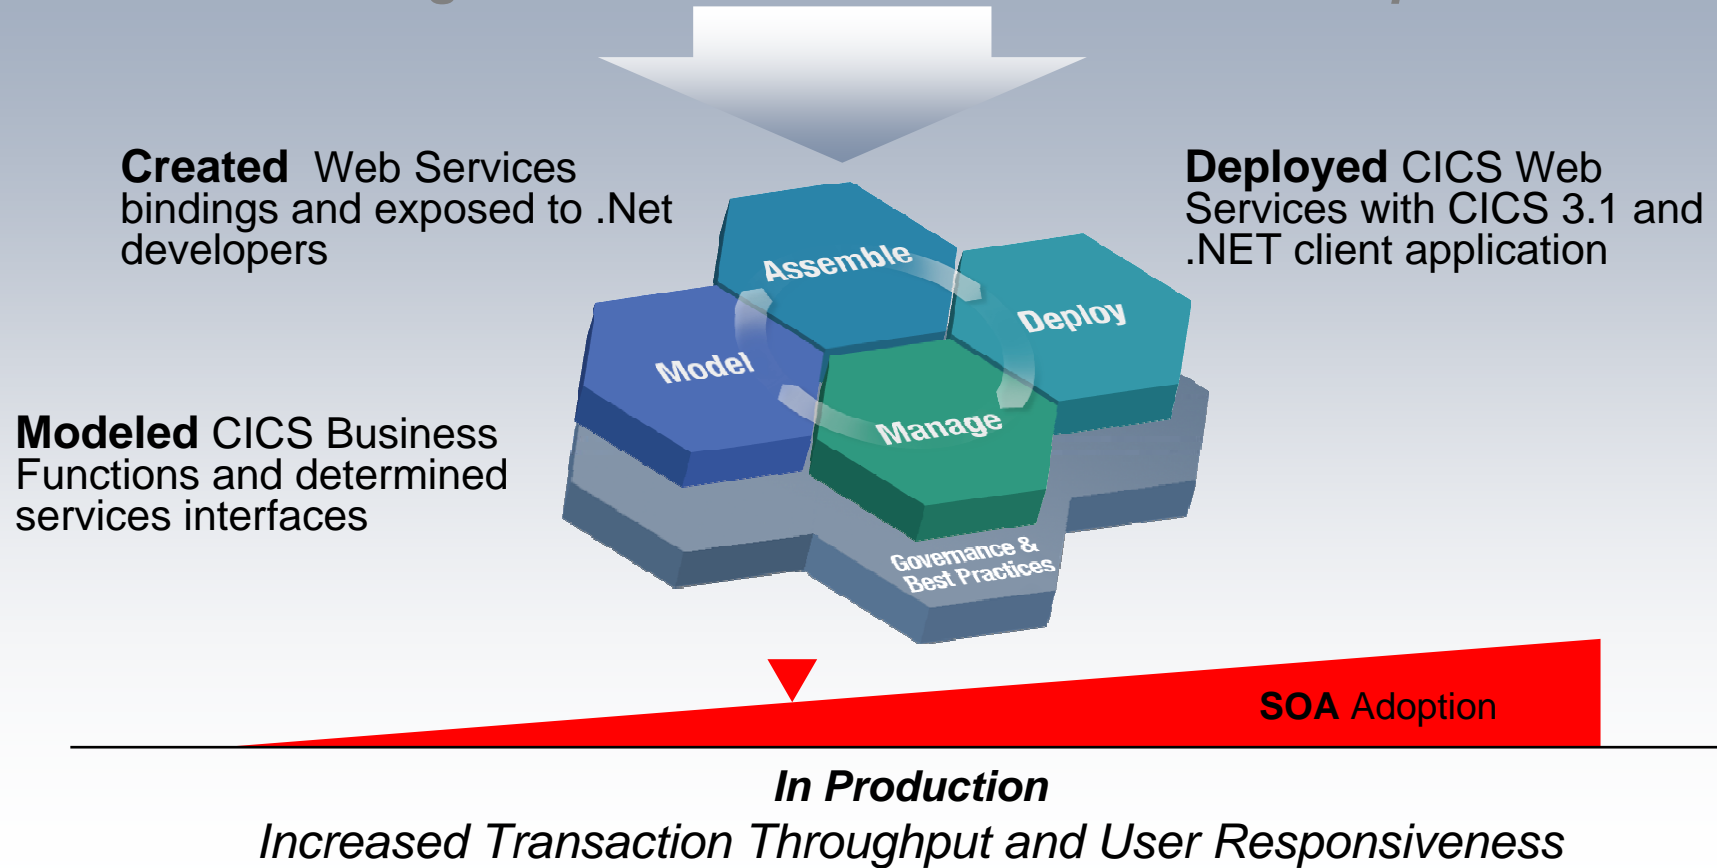 Created Web Services
bindings and exposed to .Net
developers
Deployed CICS Web
Services with CICS 3.1 and
.NET client application
Assemble
Deploy
Model
Manage
Modeled CICS Business
Functions and determined
services interfaces
Governance &
Best Practices
SOA Adoption
In Production
Increased Transaction Throughput and User Responsiveness